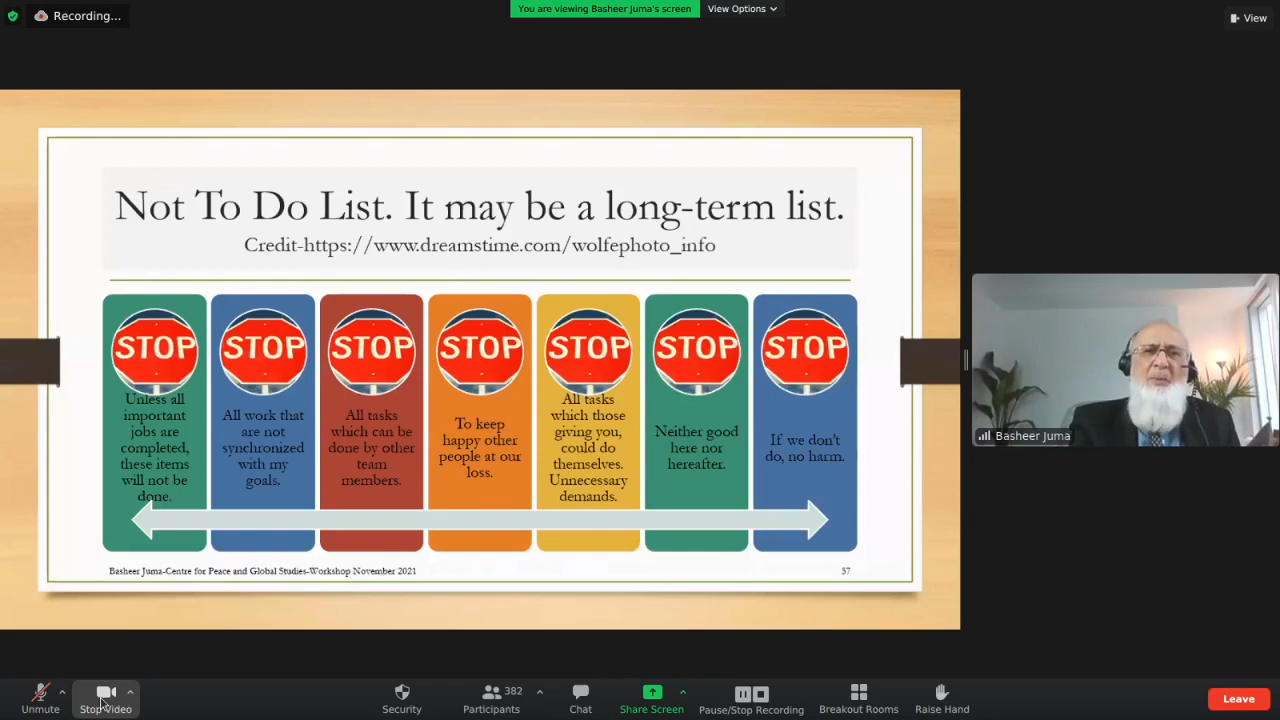 Recording...
You are viewing Basheer Juma's screen
View Options
View
Not To Do List. It may be a long-term list.
Credit-https://www.dreamstime.com/wolfephoto_info
STOP
Unless all
important
jobs are
completed,
these items
will not be
done.
STOP
All work that
are not
synchronized
with my
goals.
STOP
All tasks
which can be
done by other
team
members.
STOP
To keep
happy other
people at our
loss.
STOP
All tasks
which those
giving you,
could do
themselves.
Unnecessary
demands.
STOP
Neither good
here nor
hereafter.
STOP
If we don't
do, no harm.
Basheer Juma-Centre for Peace and Global Studies-Workshop November 2021
57
Basheer Juma
Unmute
Stop Video
Security
382
Participants
Chat
Share Screen
Pause/Stop Recording
Breakout Rooms
Raise Hand
Leave